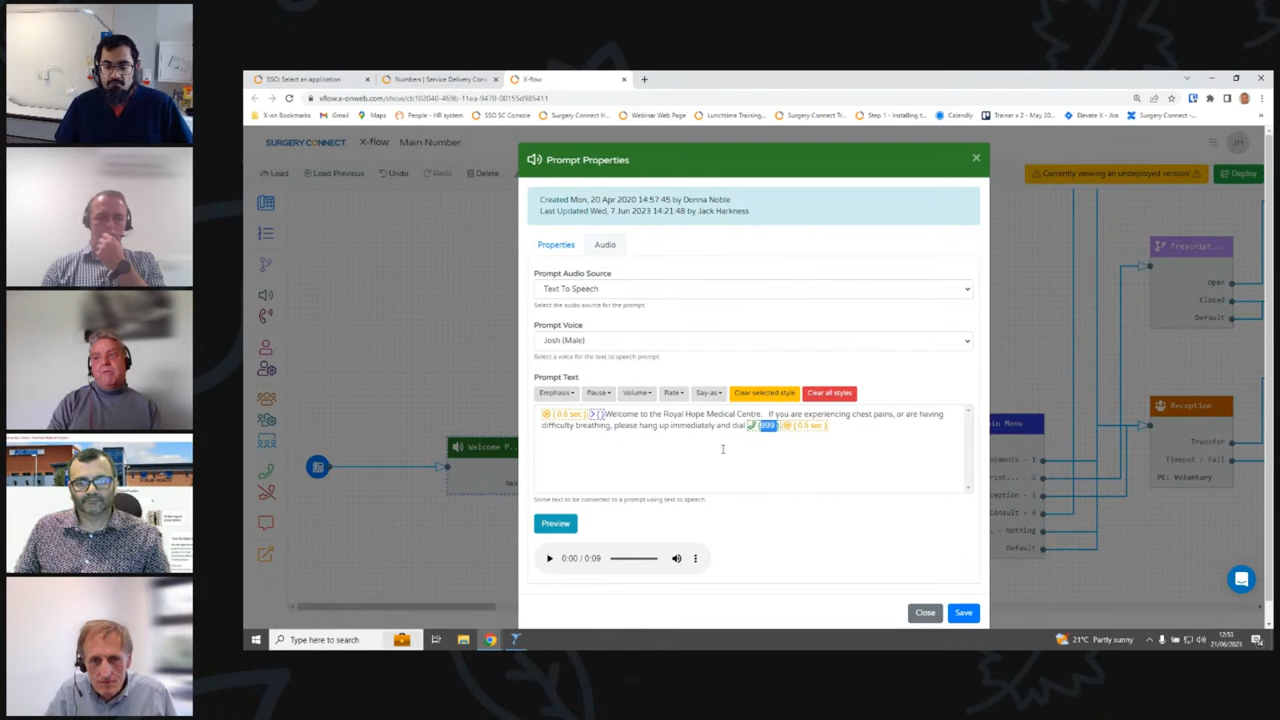 SSO: Select an application
Numbers | Service Delivery Con
X-flow
xflow.x-onweb.com/show/cb102040-469b-11ea-9470-00155d985411
X-on Bookmarks
Gmail
Maps
People - HR system
SSO SC Console
Surgery Connect H...
Webinar Web Page
Lunchtime Training...
Surgery Connect Tr...
Step 1 - Installing t...
Calendly
Trainer x 2 - May 20...
Elevate X - Jira
Surgery Connect -...
SURGERY CONNECT X-flow Main Number
JH
Load
Load Previous
Undo
Redo
Delete
Currently viewing an undeployed version!
Deploy
Prompt Properties
Created Mon, 20 Apr 2020 14:57:45 by Donna Noble
Last Updated Wed, 7 Jun 2023 14:21:48 by Jack Harkness
Properties Audio
Prompt Audio Source
Text To Speech
Select the audio source for the prompt.
Prompt Voice
Josh (Male)
Select a voice for the text to speech prompt.
Prompt Text
Emphasis Pause Volume Rate Say-as Clear selected style Clear all styles
( 0.5 sec ) Welcome to the Royal Hope Medical Centre. If you are experiencing chest pains, or are having
difficulty breathing, please hang up immediately and dial 999 ( 0.5 sec )
Some text to be converted to a prompt using text to speech.
Preview
0:00 / 0:09
Close Save
Welcome P...
Prescript...
Open
Closed
Default
Reception
Transfer
Timeout / Fail
PC: Voluntary
Main Menu
- 1
- 2
- 3
Consult - 4
- Nothing
Default
Type here to search
21°C Partly sunny
12:53
21/06/2023